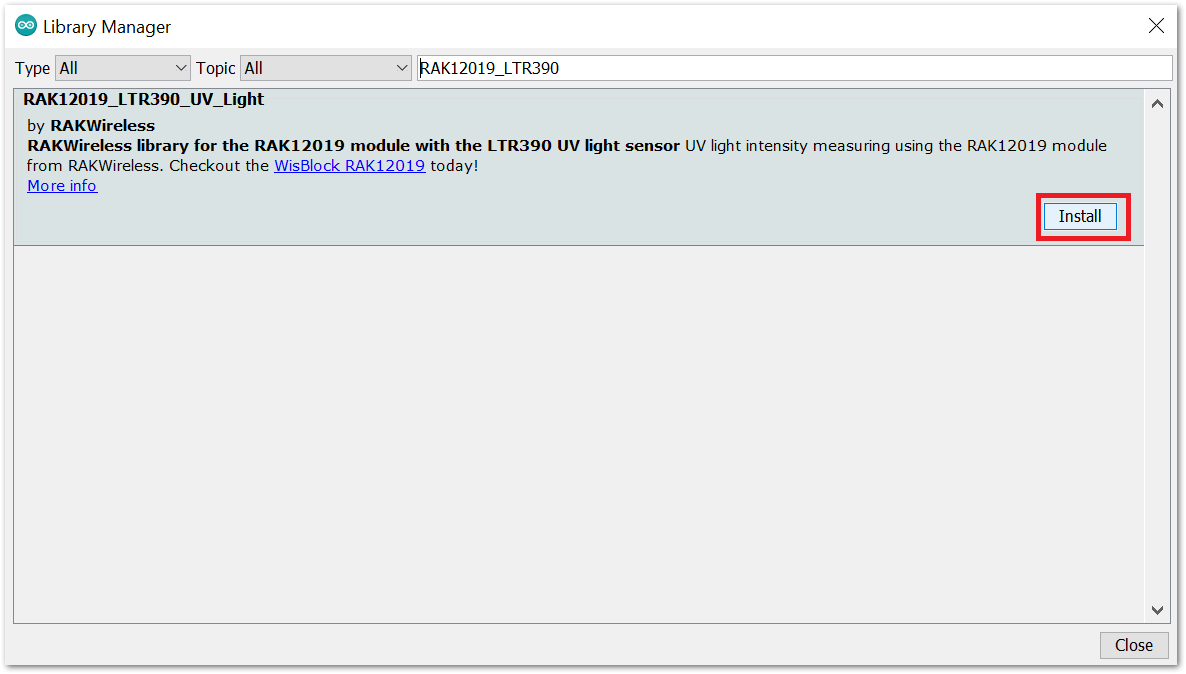 Library Manager
Type All Topic All RAK12019_LTR390
RAK12019_LTR390_UV_Light
by RAKWireless
RAKWireless library for the RAK12019 module with the LTR390 UV light sensor UV light intensity measuring using the RAK12019 module
from RAKWireless. Checkout the WisBlock RAK12019 today!
More info
Install
Close